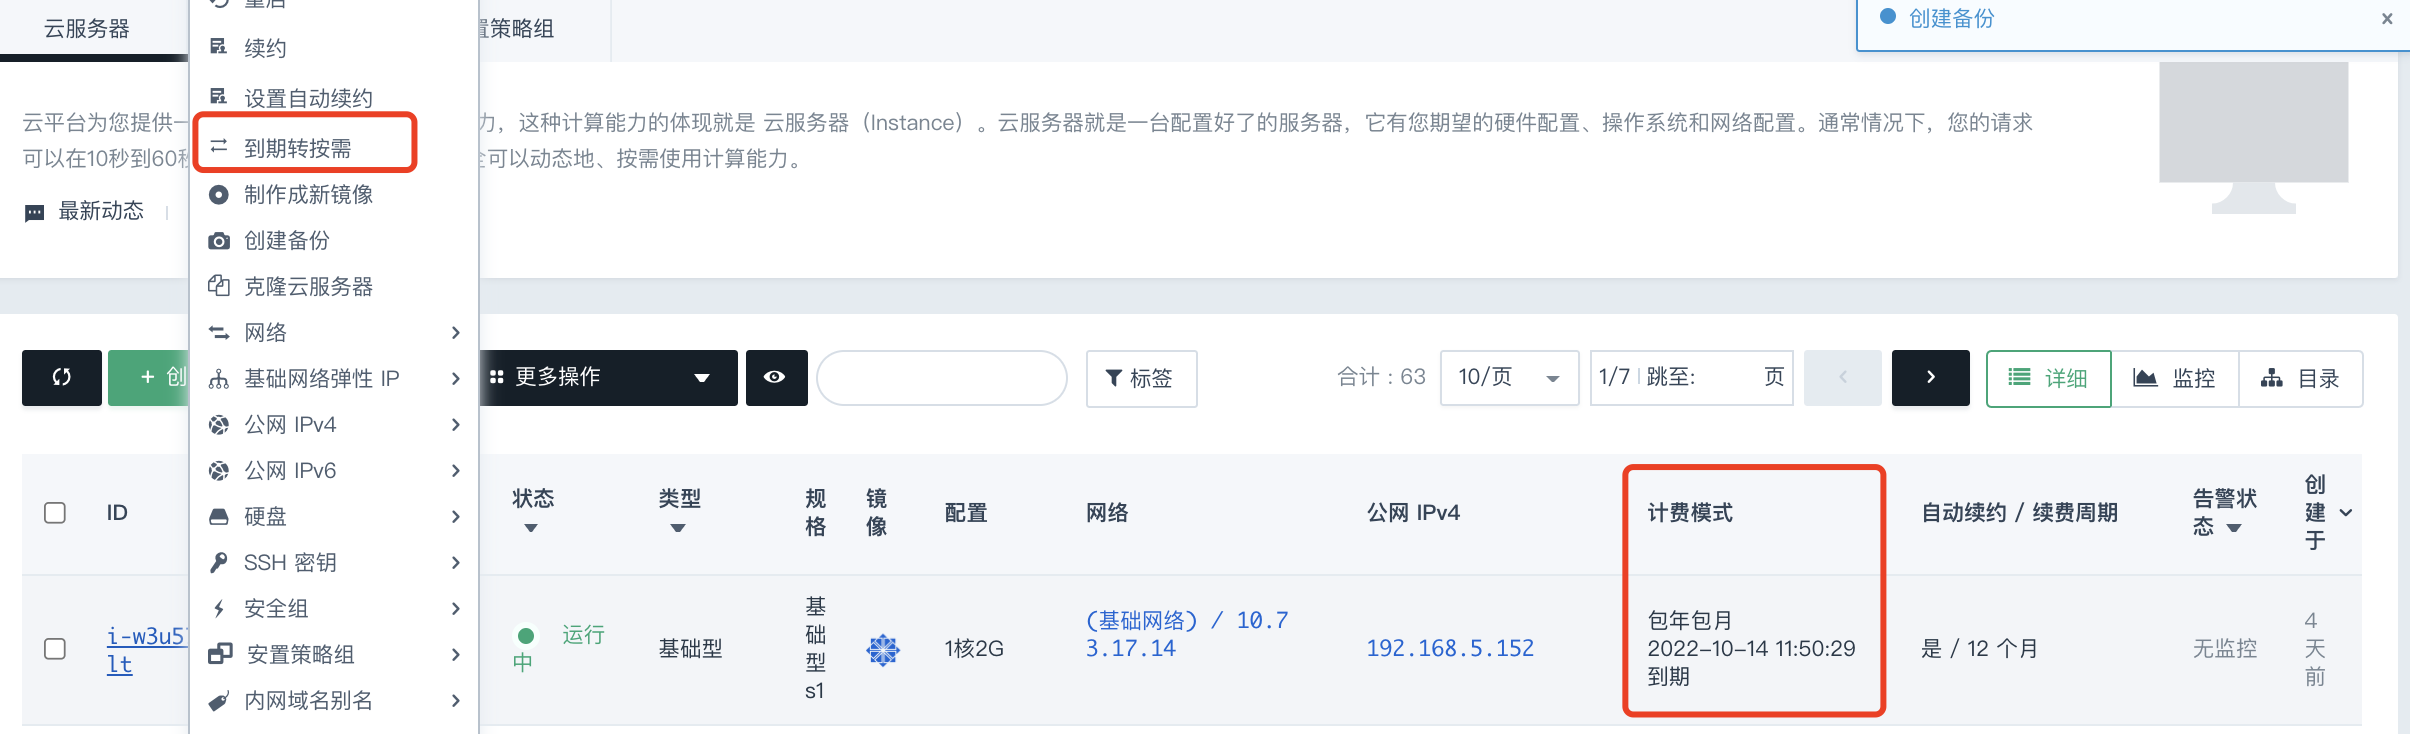 云服务器
置策略组
创建备份
×
重启
续约
设置自动续约
到期转按需
制作成新镜像
创建备份
克隆云服务器
网络
基础网络弹性 IP
公网 IPv4
公网 IPv6
硬盘
SSH 密钥
安全组
安置策略组
内网域名别名
云平台为您提供一
力，这种计算能力的体现就是 云服务器（Instance）。云服务器就是一台配置好了的服务器，它有您期望的硬件配置、操作系统和网络配置。通常情况下，您的请求
可以在10秒到60秒
可以动态地、按需使用计算能力。
最新动态
+ 创
更多操作
标签
合计：63
10/页
1/7 跳至: 页
详细
监控
目录
ID
状态
类型
规格
镜像
配置
网络
公网 IPv4
计费模式
自动续约 / 续费周期
告警状态
创建于
i-w3u5
lt
运行中
基础型
基础型s1
1核2G
(基础网络) / 10.7
3.17.14
192.168.5.152
包年包月
2022-10-14 11:50:29
到期
是 / 12 个月
无监控
4天前